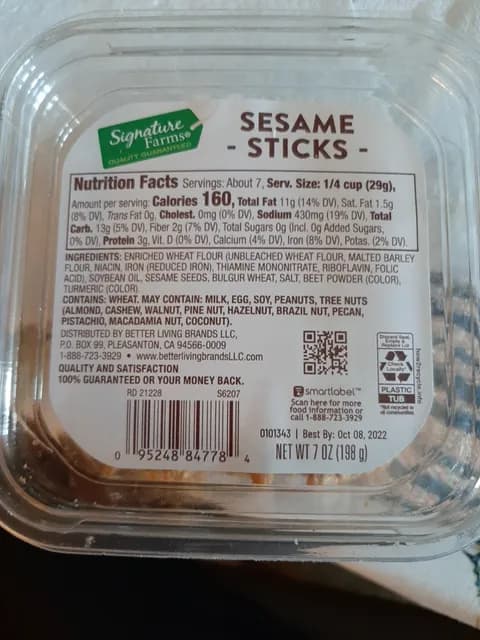 Signature
Farms®
QUALITY GUARANTEED
SESAME
- STICKS -
Nutrition Facts Servings: About 7, Serv. Size: 1/4 cup (29g),
Amount per serving: Calories 160, Total Fat 11g (14% DV), Sat. Fat 1.5g
(8% DV), Trans Fat 0g, Cholest. 0mg (0% DV), Sodium 430mg (19% DV), Total
Carb. 13g (5% DV), Fiber 2g (7% DV), Total Sugars 0g (Incl. 0g Added Sugars,
0% DV), Protein 3g, Vit. D (0% DV), Calcium (4% DV), Iron (8% DV), Potas. (2% DV).
INGREDIENTS: ENRICHED WHEAT FLOUR (UNBLEACHED WHEAT FLOUR, MALTED BARLEY
FLOUR, NIACIN, IRON (REDUCED IRON), THIAMINE MONONITRATE, RIBOFLAVIN, FOLIC
ACID), SOYBEAN OIL, SESAME SEEDS, BULGUR WHEAT, SALT, BEET POWDER (COLOR),
TURMERIC (COLOR).
CONTAINS: WHEAT. MAY CONTAIN: MILK, EGG, SOY, PEANUTS, TREE NUTS
(ALMOND, CASHEW, WALNUT, PINE NUT, HAZELNUT, BRAZIL NUT, PECAN,
PISTACHIO, MACADAMIA NUT, COCONUT).
DISTRIBUTED BY BETTER LIVING BRANDS LLC,
P.O. BOX 99, PLEASANTON, CA 94566-0009
1-888-723-3929 • www.betterlivingbrandsLLC.com
QUALITY AND SATISFACTION
100% GUARANTEED OR YOUR MONEY BACK.
RD 21228 S6207
0 95248 84778 4
smartlabel™
Scan here for more
food information or
call 1-888-723-3929
Check
Locally*
PLASTIC
TUB
*Not recycled in
all communities
how2recycle.info
0101343 | Best By: Oct 08, 2022
NET WT 7 OZ (198 g)